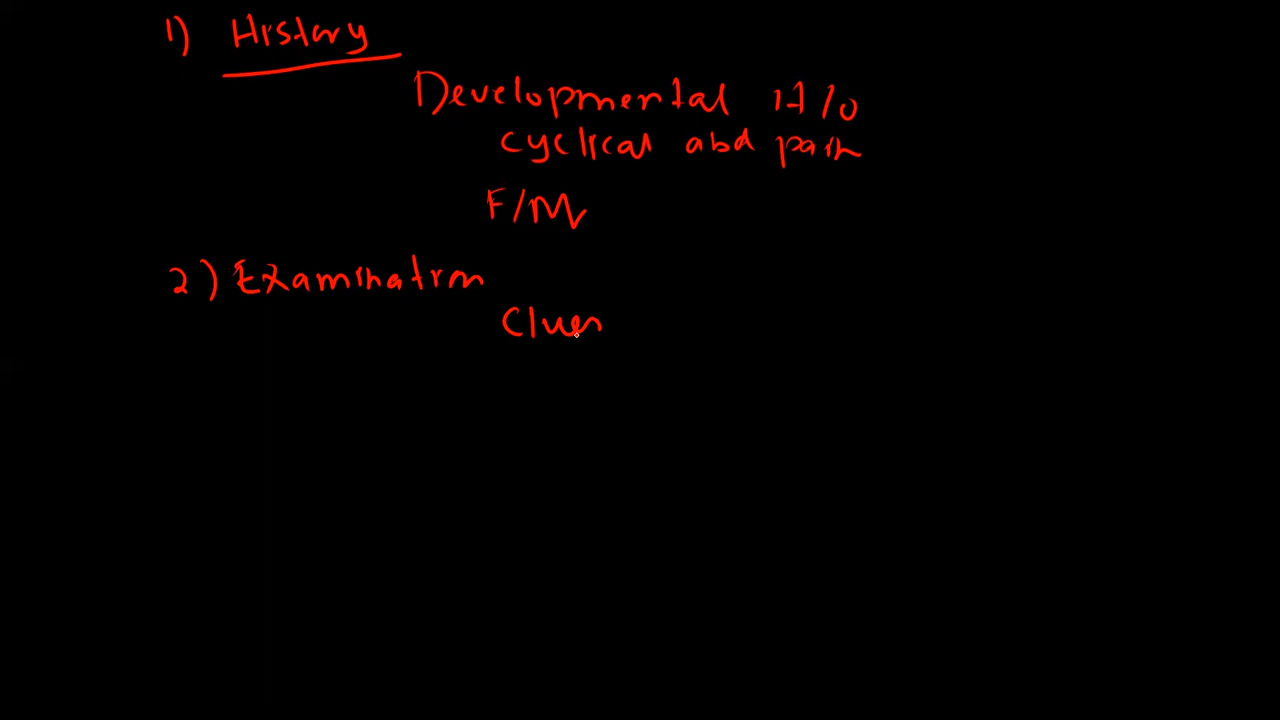 1) History
Developmental H/O
cyclical abd pain
F/M
2) Examination
Clues